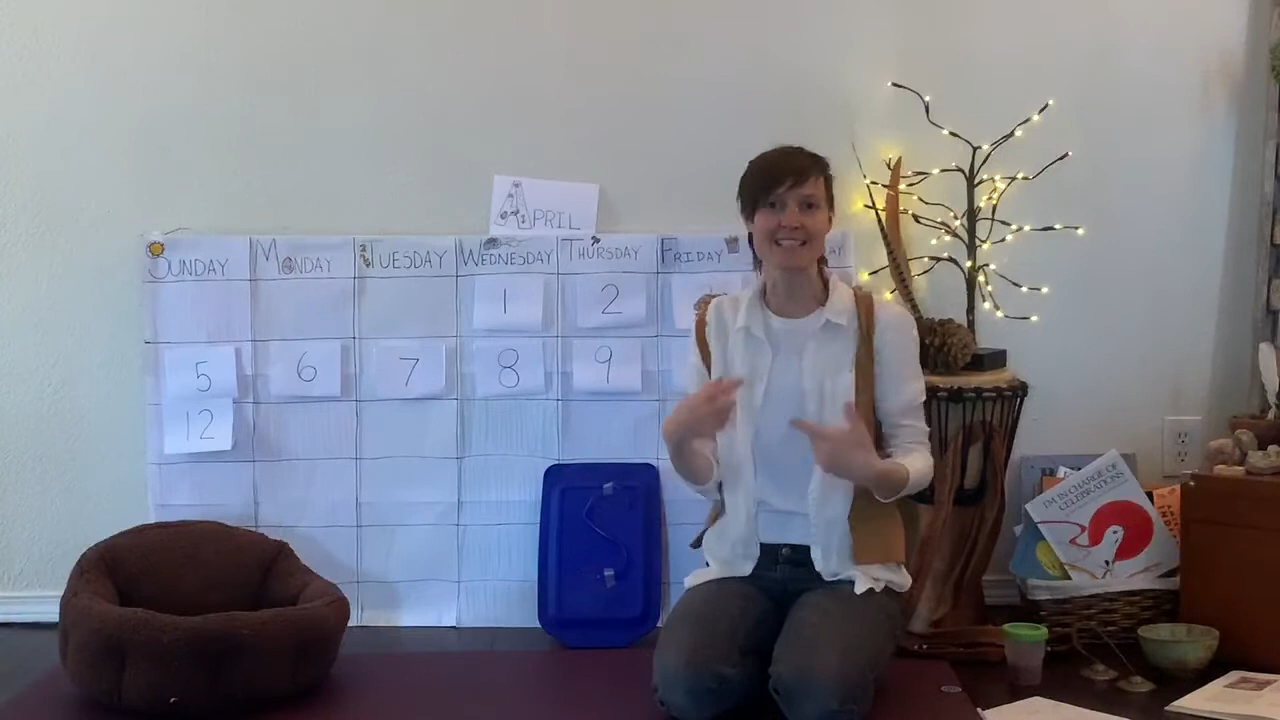 APRIL
SUNDAY MONDAY TUESDAY WEDNESDAY THURSDAY FRIDAY
1 2
5 6 7 8 9
12
I'M IN CHARGE OF
CELEBRATIONS